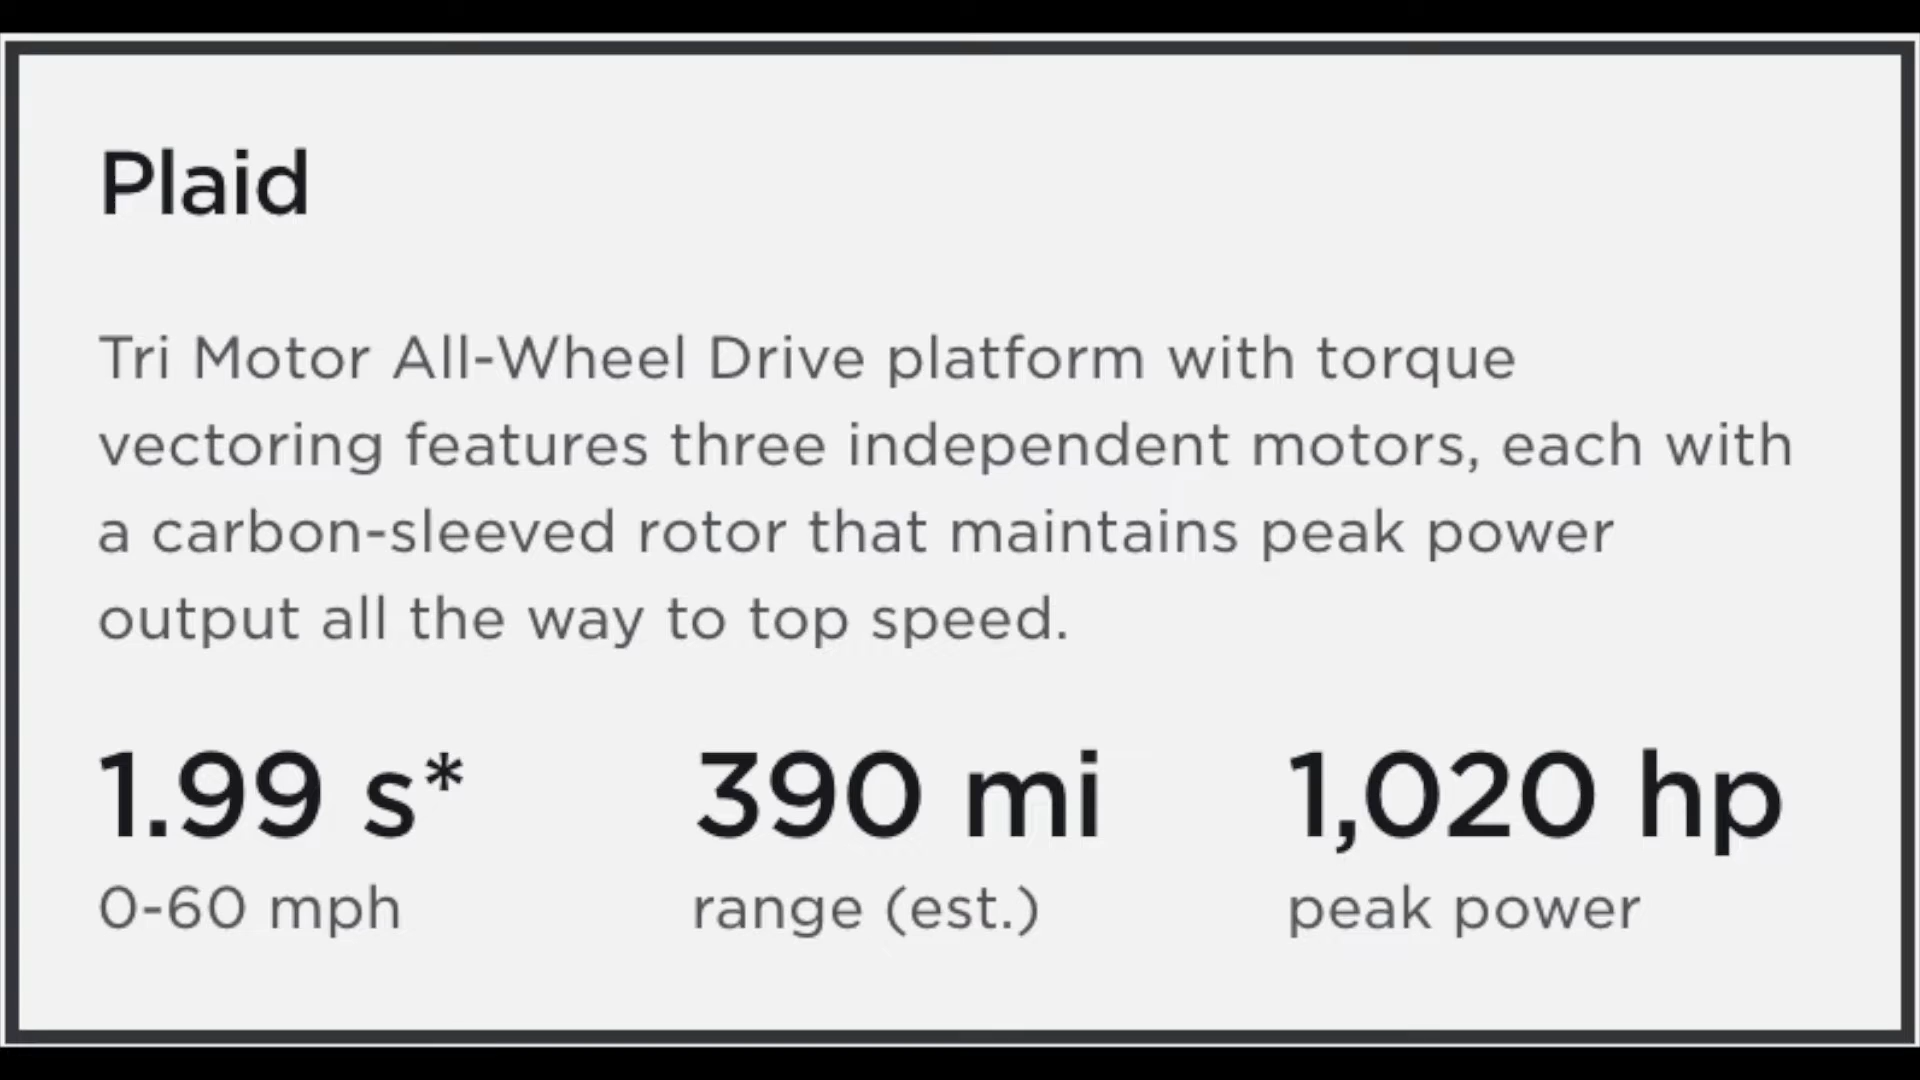 Plaid
Tri Motor All-Wheel Drive platform with torque
vectoring features three independent motors, each with
a carbon-sleeved rotor that maintains peak power
output all the way to top speed.
1.99 s* 390 mi 1,020 hp
0-60 mph range (est.) peak power